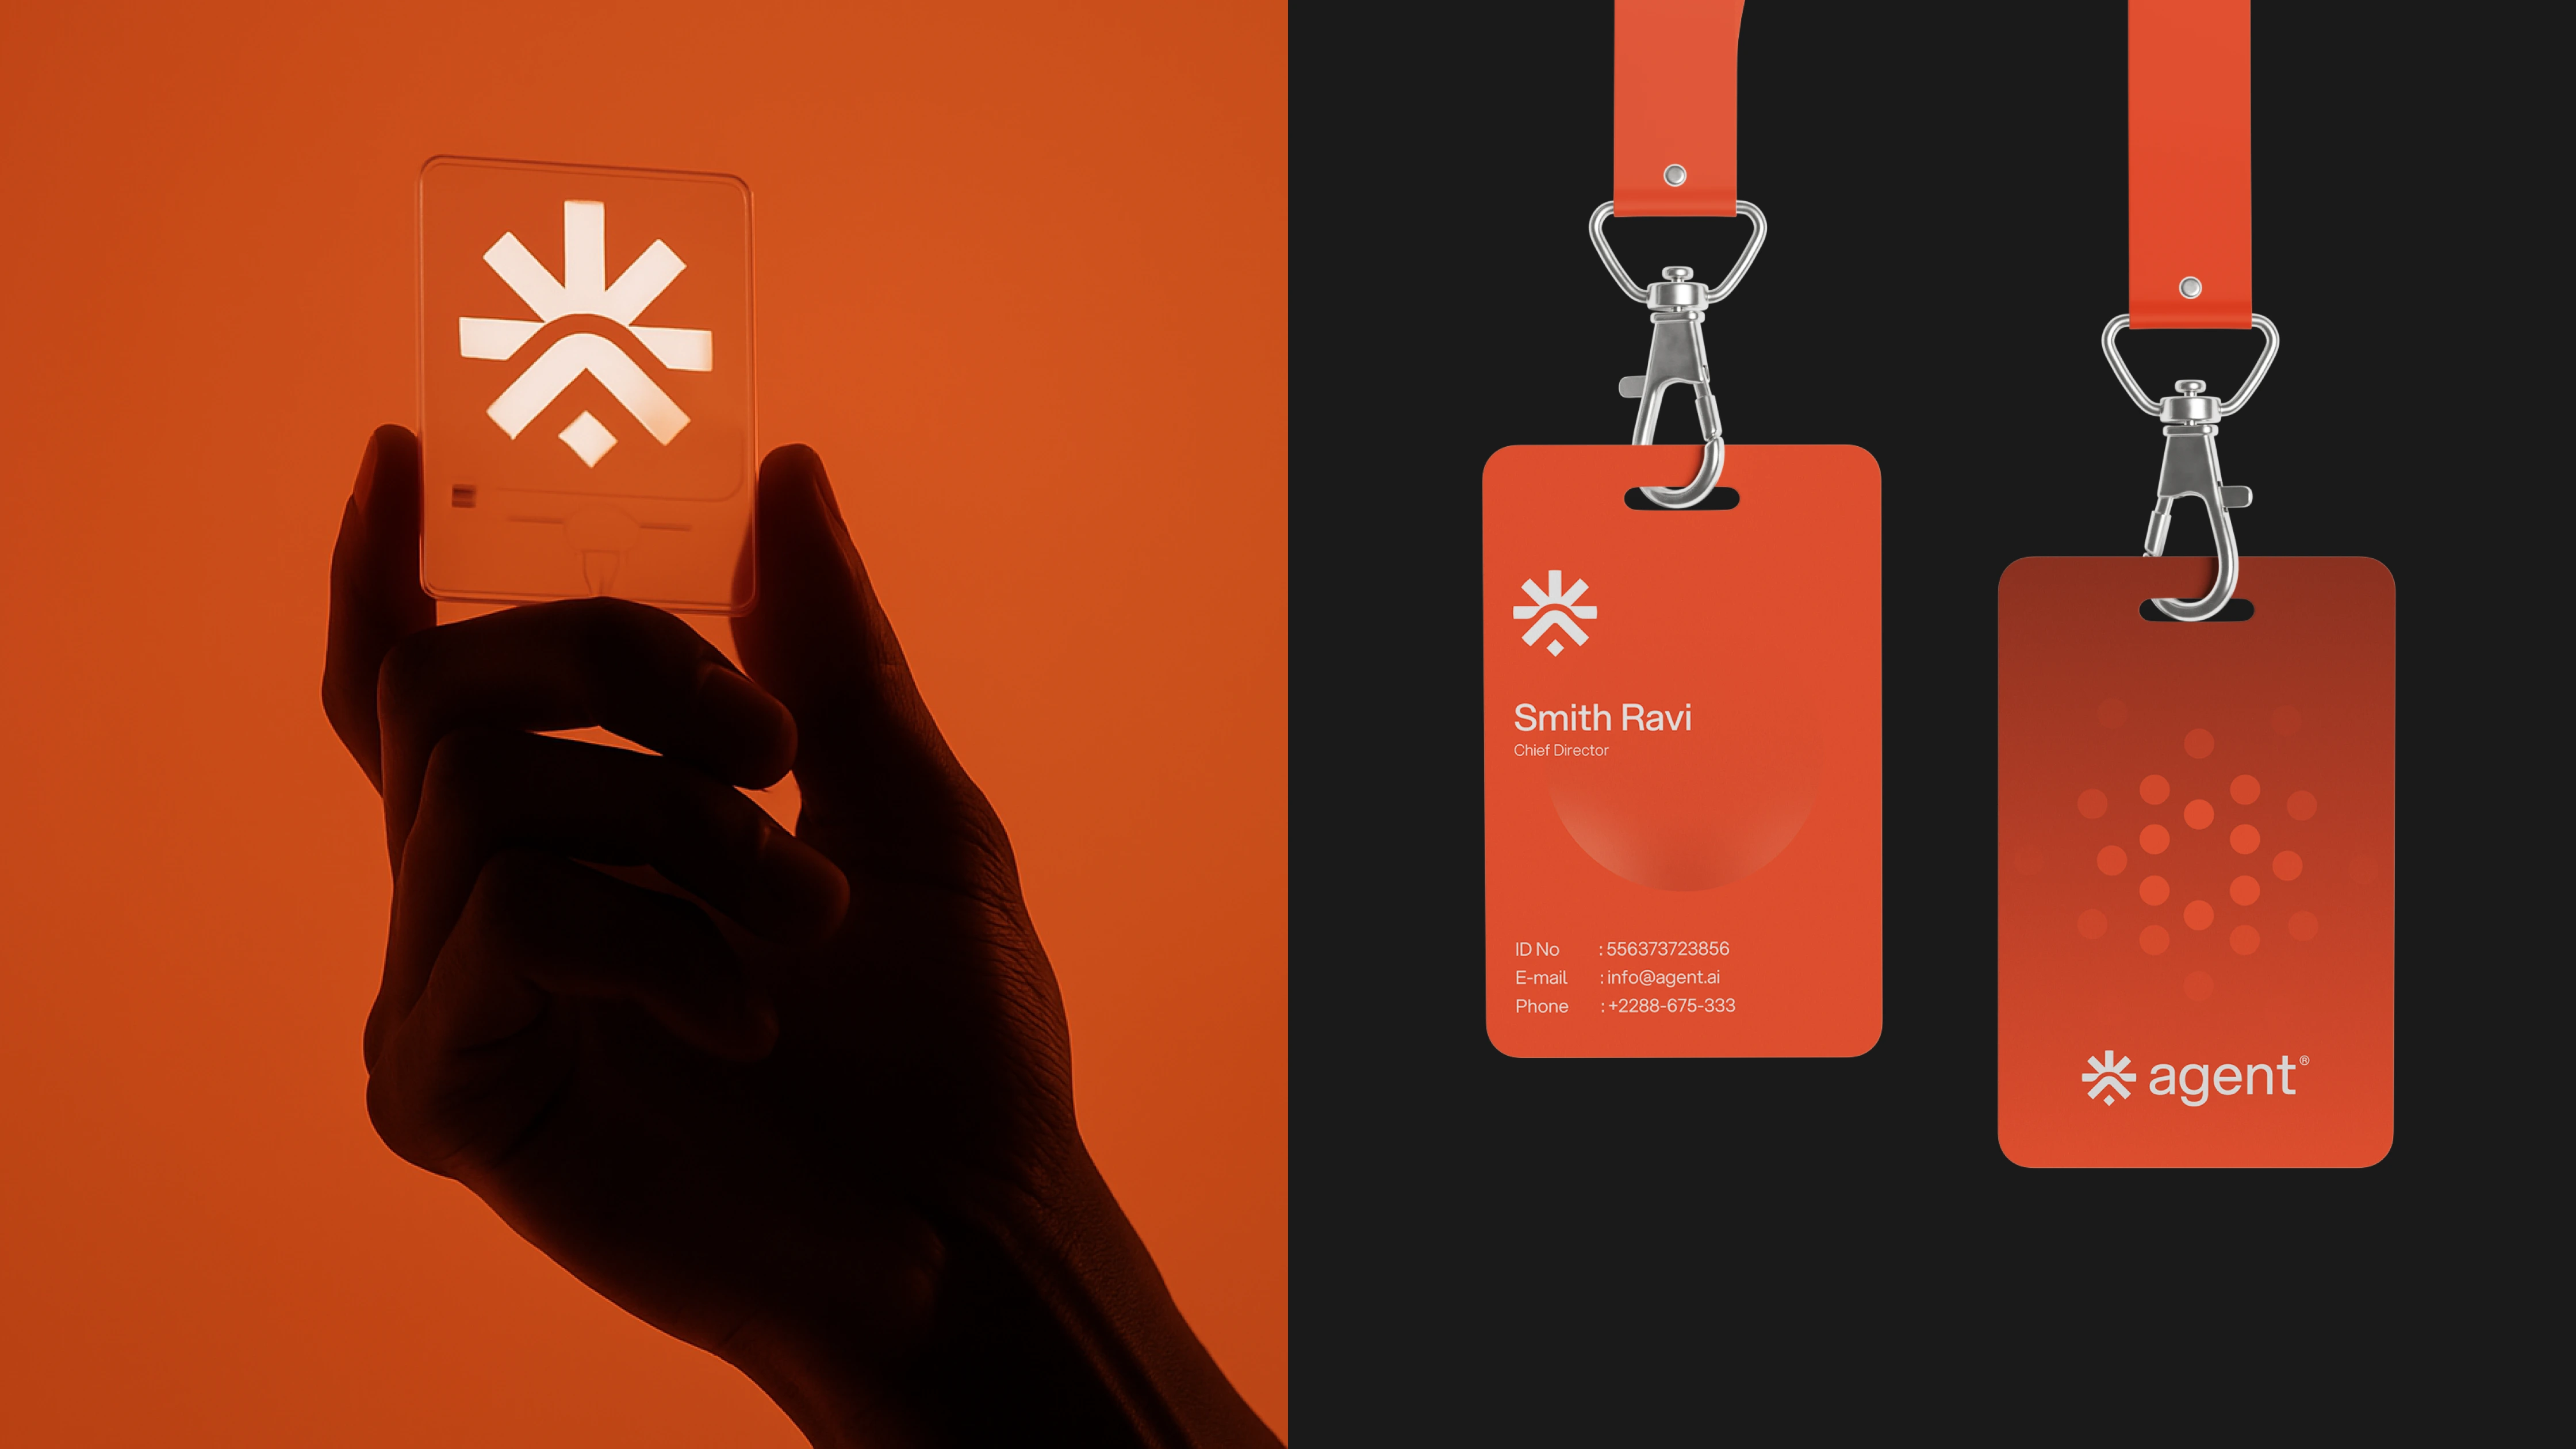 Smith Ravi
Chief Director
ID No : 556373723856
E-mail : info@agent.ai
Phone : +2288-675-333
agent®